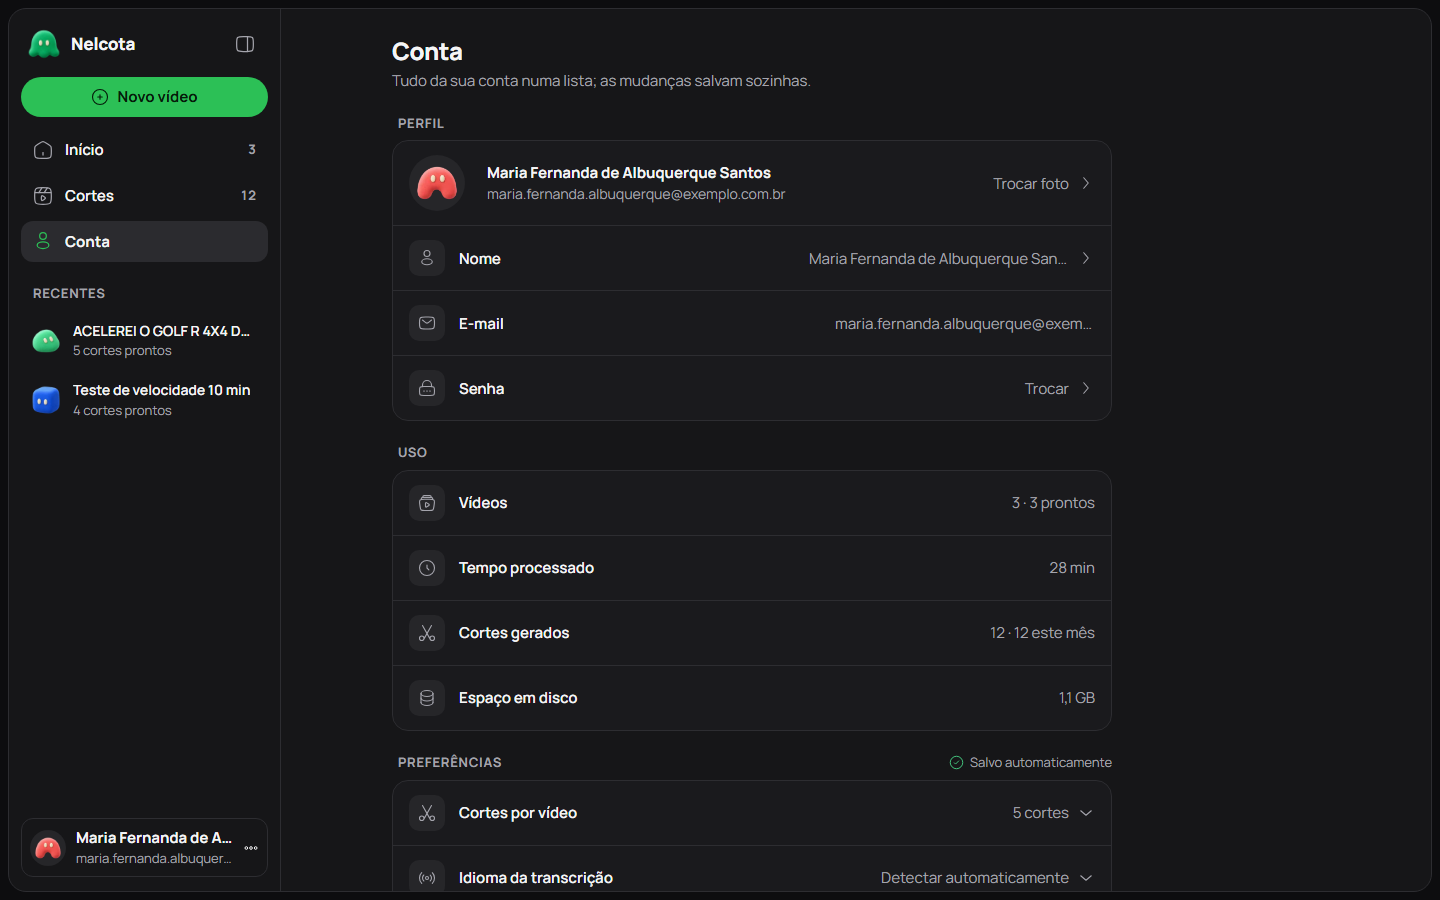 Nelcota
Novo vídeo
Início 3
Cortes 12
Conta
RECENTES
ACELEREI O GOLF R 4X4 D...
5 cortes prontos
Teste de velocidade 10 min
4 cortes prontos
Maria Fernanda de A...
maria.fernanda.albuquer...
Conta
Tudo da sua conta numa lista; as mudanças salvam sozinhas.
PERFIL
Maria Fernanda de Albuquerque Santos
maria.fernanda.albuquerque@exemplo.com.br
Trocar foto
Nome Maria Fernanda de Albuquerque San...
E-mail maria.fernanda.albuquerque@exem...
Senha Trocar
USO
Vídeos 3 · 3 prontos
Tempo processado 28 min
Cortes gerados 12 · 12 este mês
Espaço em disco 1,1 GB
PREFERÊNCIAS Salvo automaticamente
Cortes por vídeo 5 cortes
Idioma da transcrição Detectar automaticamente